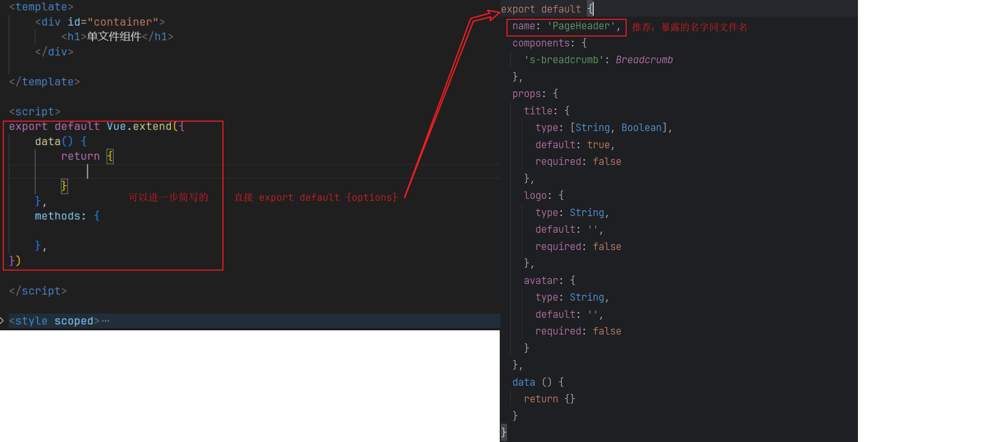 <template>
<div id="container">
<h1>单文件组件</h1>
</div>
</template>
<script>
export default Vue.extend({
data() {
return {
}
},
methods: {
},
})
</script>
<style scoped>…
可以进一步简写的
直接 export default {options}
export default {
name: 'PageHeader',
推荐：暴露的名字同文件名
components: {
's-breadcrumb': Breadcrumb
},
props: {
title: {
type: [String, Boolean],
default: true,
required: false
},
logo: {
type: String,
default: '',
required: false
},
avatar: {
type: String,
default: '',
required: false
}
},
data () {
return {}
}
}